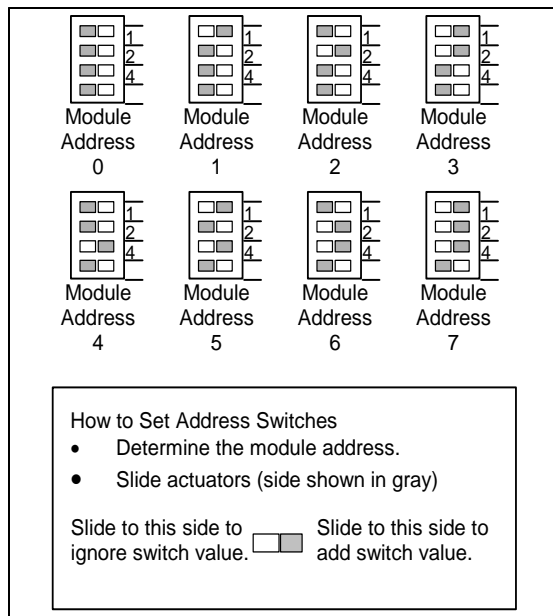 1 1 1 1
2 2 2 2
4 4 4 4
Module Module Module Module
Address Address Address Address
0 1 2 3
1 1 1 1
2 2 2 2
4 4 4 4
Module Module Module Module
Address Address Address Address
4 5 6 7
How to Set Address Switches
• Determine the module address.
• Slide actuators (side shown in gray)
Slide to this side to Slide to this side to
ignore switch value. add switch value.